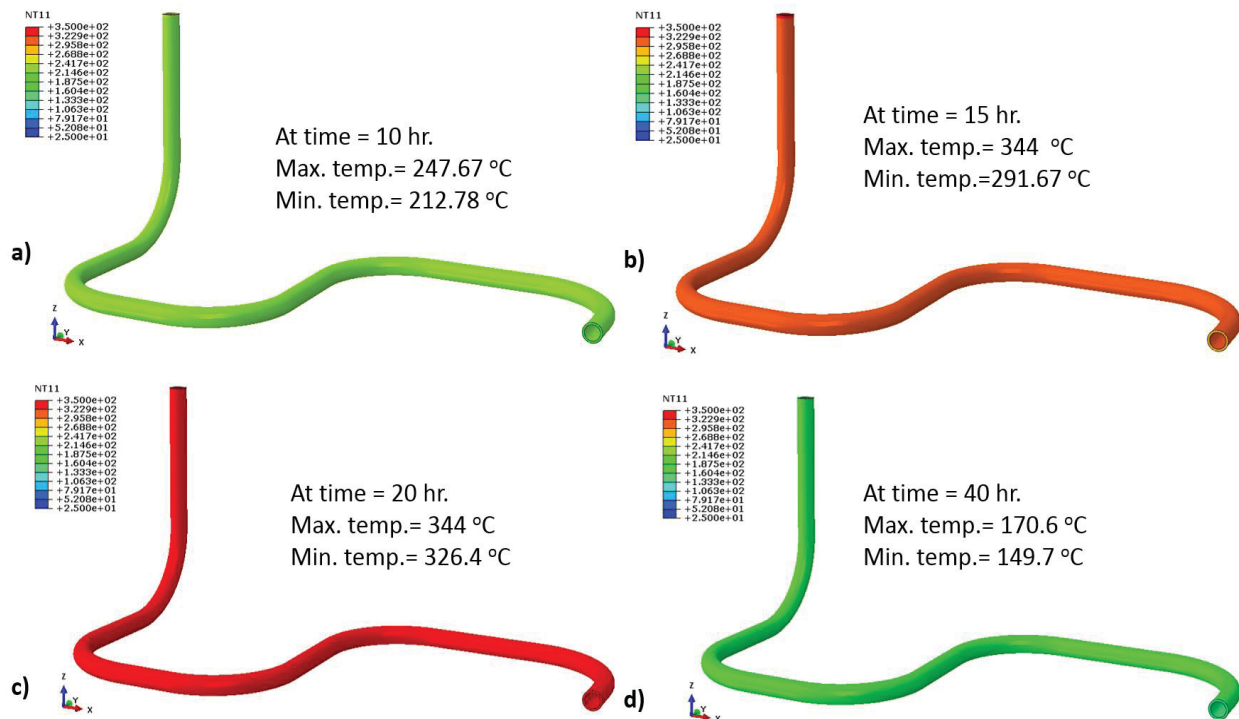 NT11
+3.500e+02
+3.229e+02
+2.958e+02
+2.688e+02
+2.417e+02
+2.146e+02
+1.875e+02
+1.604e+02
+1.333e+02
+1.063e+02
+7.917e+01
+5.208e+01
+2.500e+01
At time = 10 hr.
Max. temp.= 247.67 ᵒC
Min. temp.= 212.78 ᵒC
a)
Z
Y
X
NT11
+3.500e+02
+3.229e+02
+2.958e+02
+2.688e+02
+2.417e+02
+2.146e+02
+1.875e+02
+1.604e+02
+1.333e+02
+1.063e+02
+7.917e+01
+5.208e+01
+2.500e+01
At time = 15 hr.
Max. temp.= 344 ᵒC
Min. temp.=291.67 ᵒC
b)
Z
Y
X
NT11
+3.500e+02
+3.229e+02
+2.958e+02
+2.688e+02
+2.417e+02
+2.146e+02
+1.875e+02
+1.604e+02
+1.333e+02
+1.063e+02
+7.917e+01
+5.208e+01
+2.500e+01
At time = 20 hr.
Max. temp.= 344 ᵒC
Min. temp.= 326.4 ᵒC
c)
Z
Y
X
NT11
+3.500e+02
+3.229e+02
+2.958e+02
+2.688e+02
+2.417e+02
+2.146e+02
+1.875e+02
+1.604e+02
+1.333e+02
+1.063e+02
+7.917e+01
+5.208e+01
+2.500e+01
At time = 40 hr.
Max. temp.= 170.6 ᵒC
Min. temp.= 149.7 ᵒC
d)
Z
Y
X